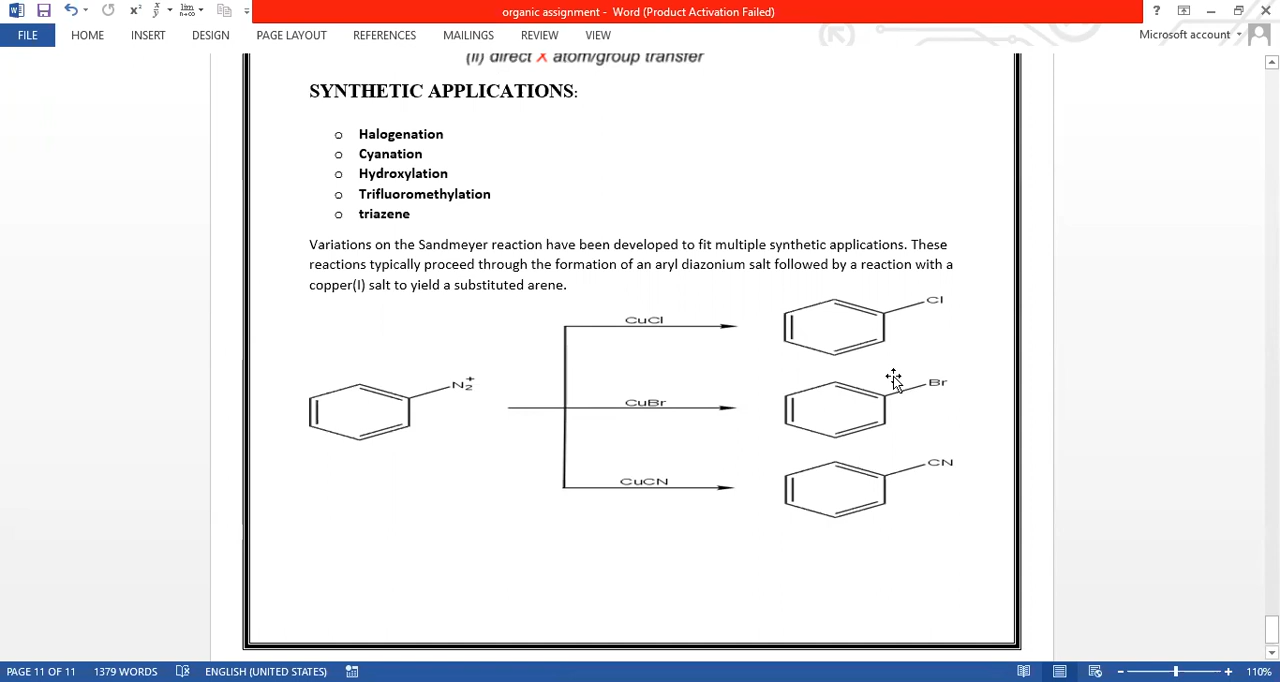 organic assignment - Word (Product Activation Failed)
FILE HOME INSERT DESIGN PAGE LAYOUT REFERENCES MAILINGS REVIEW VIEW Microsoft account
(ii) direct X atom/group transfer
SYNTHETIC APPLICATIONS:
o Halogenation
o Cyanation
o Hydroxylation
o Trifluoromethylation
o triazene
Variations on the Sandmeyer reaction have been developed to fit multiple synthetic applications. These
reactions typically proceed through the formation of an aryl diazonium salt followed by a reaction with a
copper(I) salt to yield a substituted arene.
CuCl
Cl
N2+
CuBr
Br
CuCN
CN
PAGE 11 OF 11 1379 WORDS ENGLISH (UNITED STATES) 110%